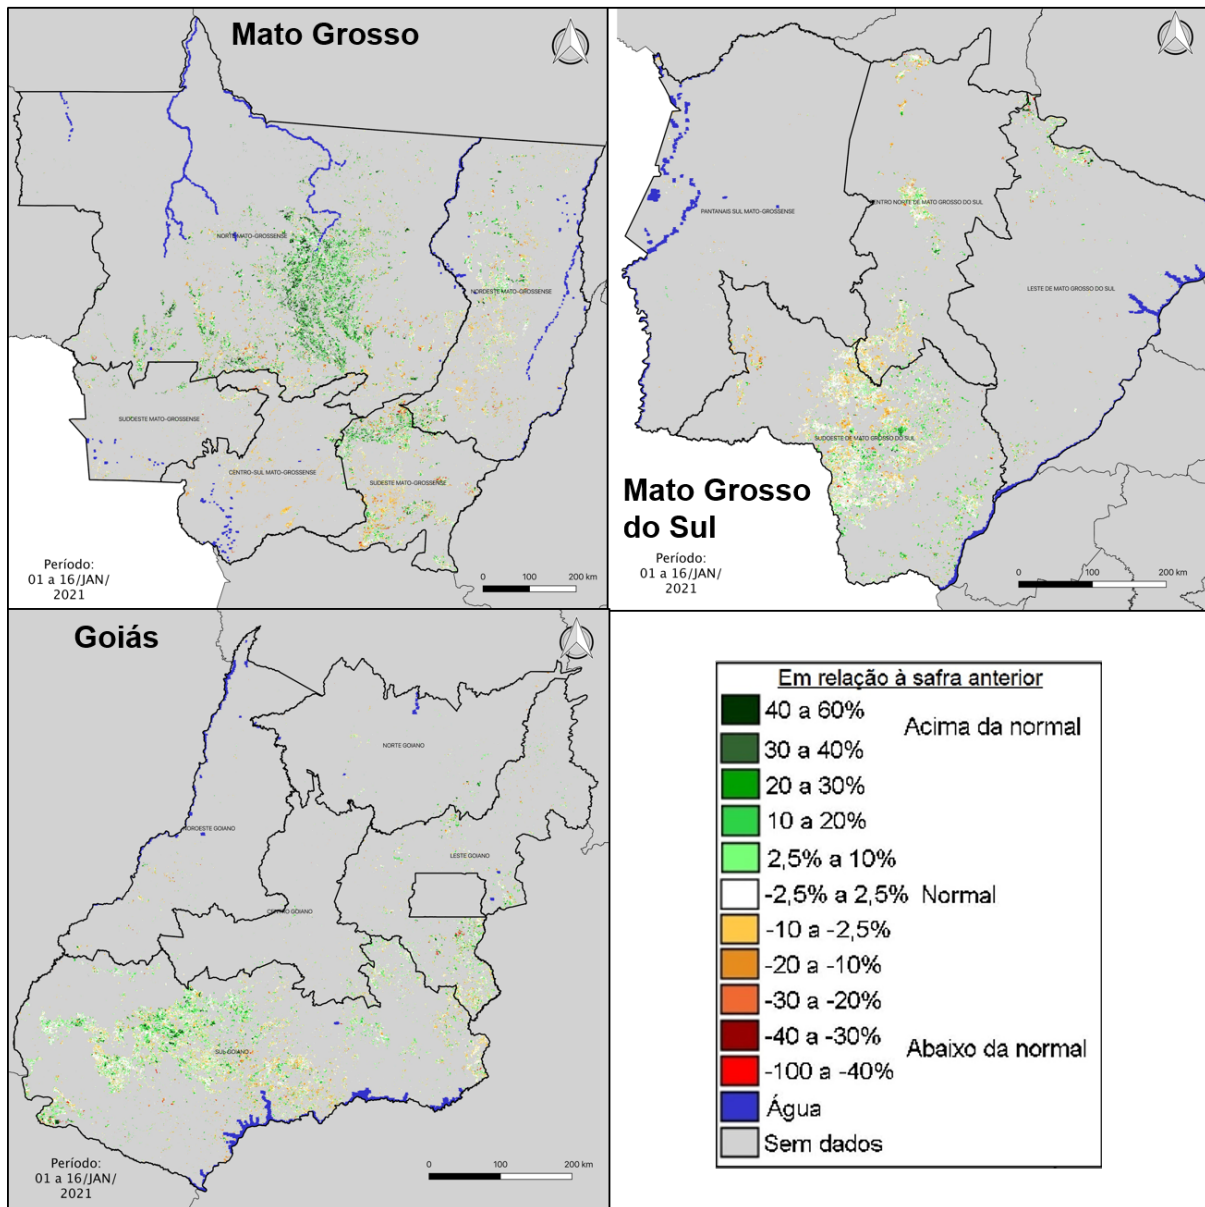 Mato Grosso
NORTE MATO-GROSSENSE
NORDESTE MATO-GROSSENSE
SUDOESTE MATO-GROSSENSE
CENTRO-SUL MATO-GROSSENSE
SUDESTE MATO-GROSSENSE
Período:
01 a 16/JAN/
2021
0 100 200 km
PANTANAIS SUL MATO-GROSSENSE
CENTRO NORTE DE MATO GROSSO DO SUL
LESTE DE MATO GROSSO DO SUL
SUDOESTE DE MATO GROSSO DO SUL
Mato Grosso
do Sul
Período:
01 a 16/JAN/
2021
0 100 200 km
Goiás
NORTE GOIANO
NOROESTE GOIANO
LESTE GOIANO
CENTRO GOIANO
SUL GOIANO
Período:
01 a 16/JAN/
2021
0 100 200 km
Em relação à safra anterior
40 a 60%
Acima da normal
30 a 40%
20 a 30%
10 a 20%
2,5% a 10%
-2,5% a 2,5% Normal
-10 a -2,5%
-20 a -10%
-30 a -20%
-40 a -30%
Abaixo da normal
-100 a -40%
Água
Sem dados